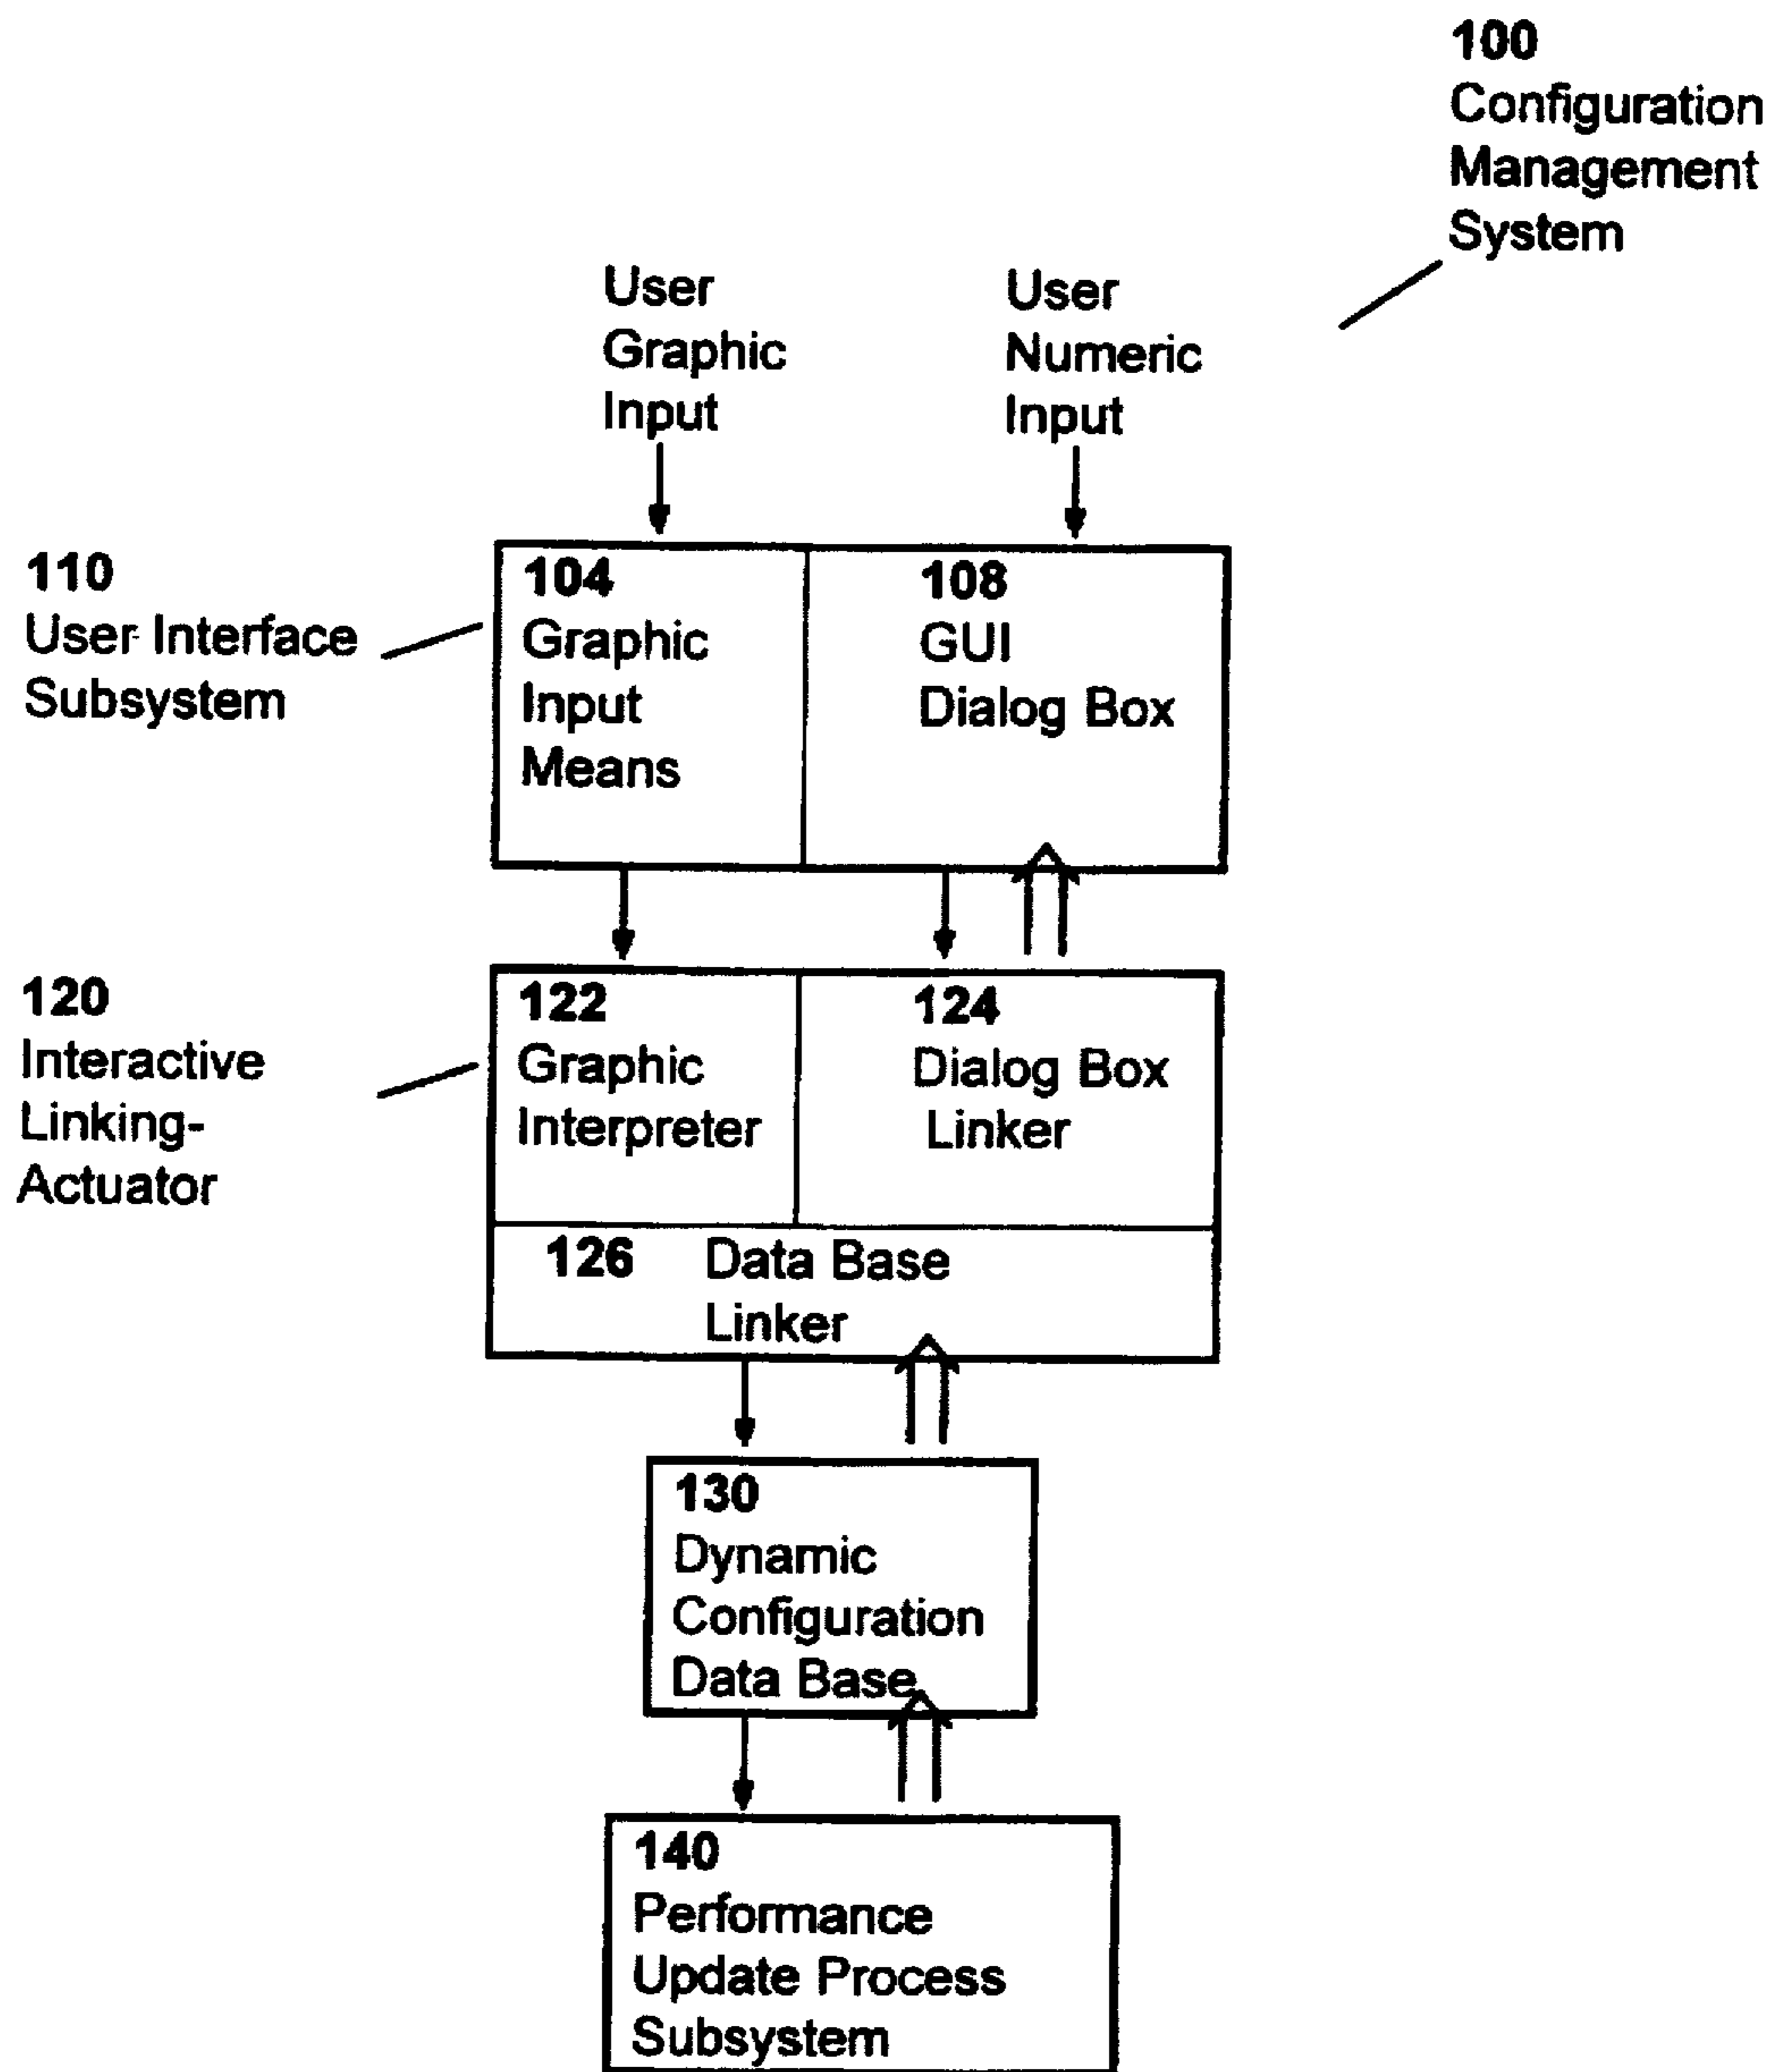 100
Configuration
Management
System
User
Graphic
Input
User
Numeric
Input
110
User Interface
Subsystem
104
Graphic
Input
Means
108
GUI
Dialog Box
120
Interactive
Linking-
Actuator
122
Graphic
Interpreter
124
Dialog Box
Linker
126 Data Base
Linker
130
Dynamic
Configuration
Data Base
140
Performance
Update Process
Subsystem